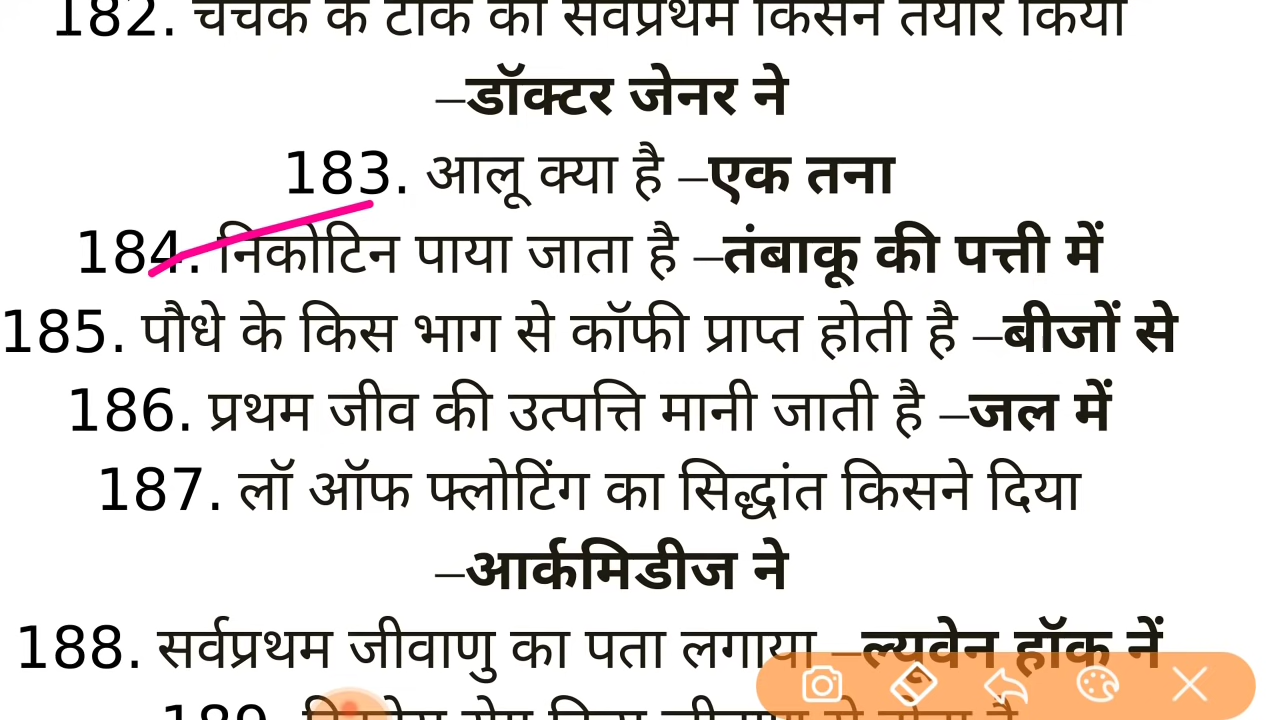 182. चेचक के टीके को सर्वप्रथम किसने तैयार किया
–डॉक्टर जेनर ने
183. आलू क्या है –एक तना
184. निकोटिन पाया जाता है –तंबाकू की पत्ती में
185. पौधे के किस भाग से कॉफी प्राप्त होती है –बीजों से
186. प्रथम जीव की उत्पत्ति मानी जाती है –जल में
187. लॉ ऑफ फ्लोटिंग का सिद्धांत किसने दिया
–आर्कमिडीज ने
188. सर्वप्रथम जीवाणु का पता लगाया –ल्यूवेन हॉक नें
189. रोग किस जीवाणु से होता है